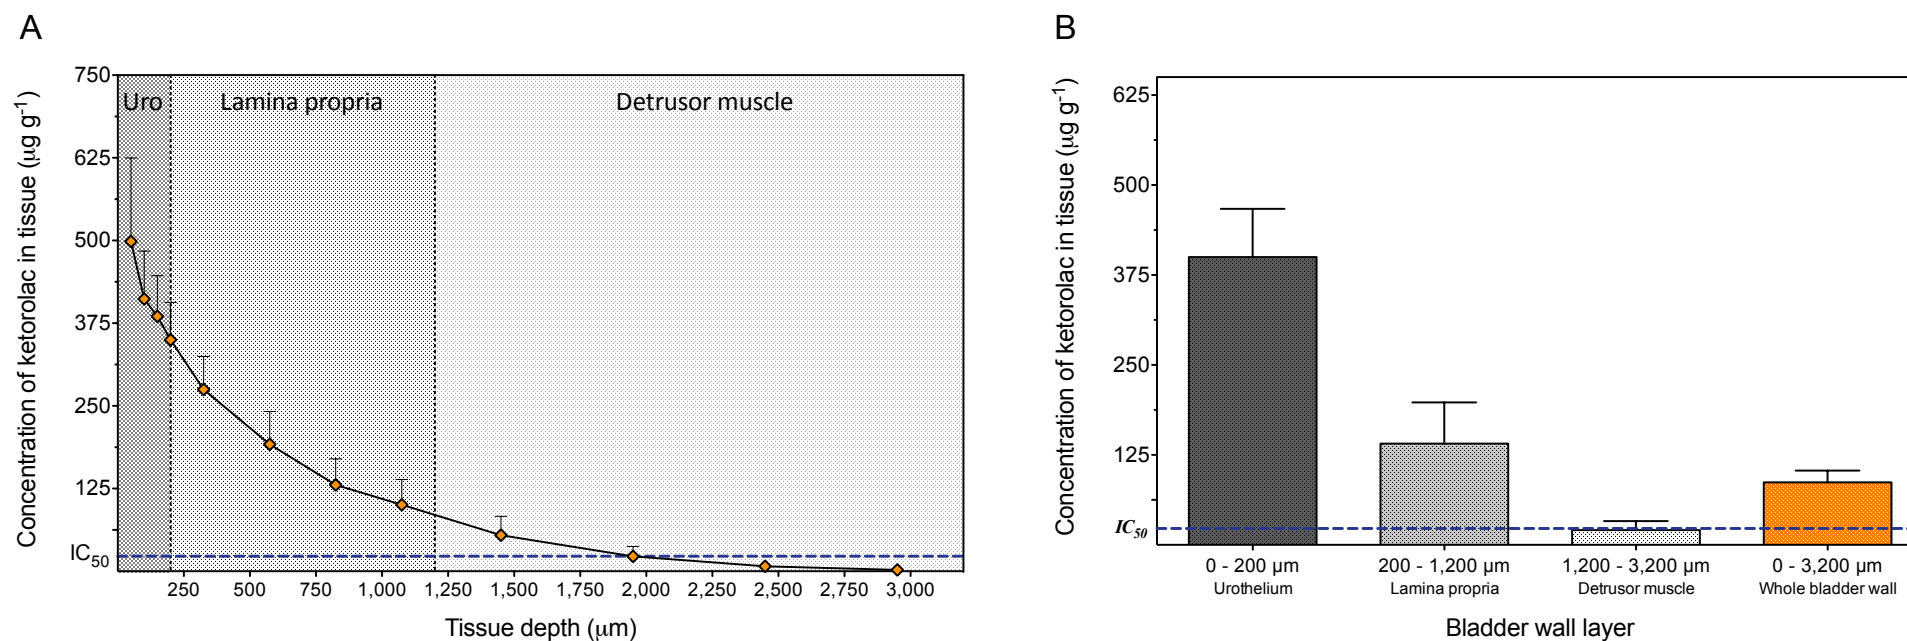 A
Concentration of ketorolac in tissue (µg g⁻¹)
750
625
500
375
250
125
IC₅₀
50
Uro
Lamina propria
Detrusor muscle
250
500
750
1,000
1,250
1,500
1,750
2,000
2,250
2,500
2,750
3,000
Tissue depth (µm)
B
Concentration of ketorolac in tissue (µg g⁻¹)
625
500
375
250
125
IC₅₀
0 - 200 µm
Urothelium
200 - 1,200 µm
Lamina propria
1,200 - 3,200 µm
Detrusor muscle
0 - 3,200 µm
Whole bladder wall
Bladder wall layer